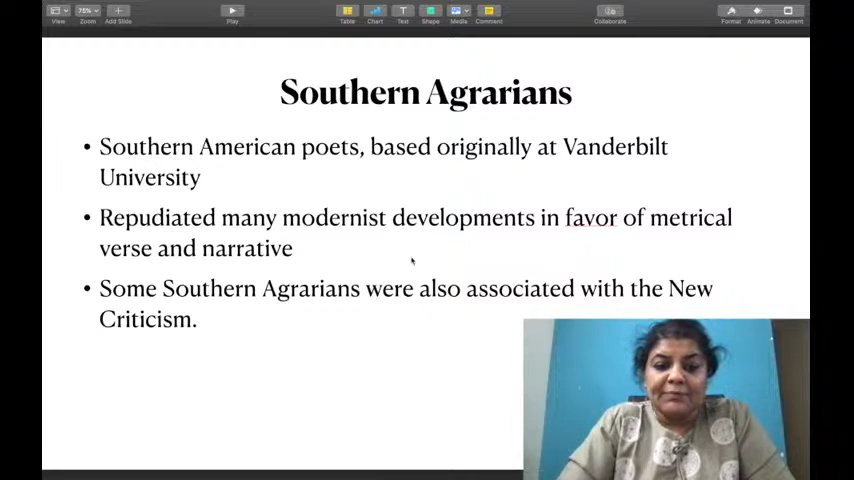 View
75%
Zoom
Add Slide
Play
Table
Chart
Text
Shape
Media
Comment
Collaborate
Format
Animate
Document
Southern Agrarians
• Southern American poets, based originally at Vanderbilt
University
• Repudiated many modernist developments in favor of metrical
verse and narrative
• Some Southern Agrarians were also associated with the New
Criticism.